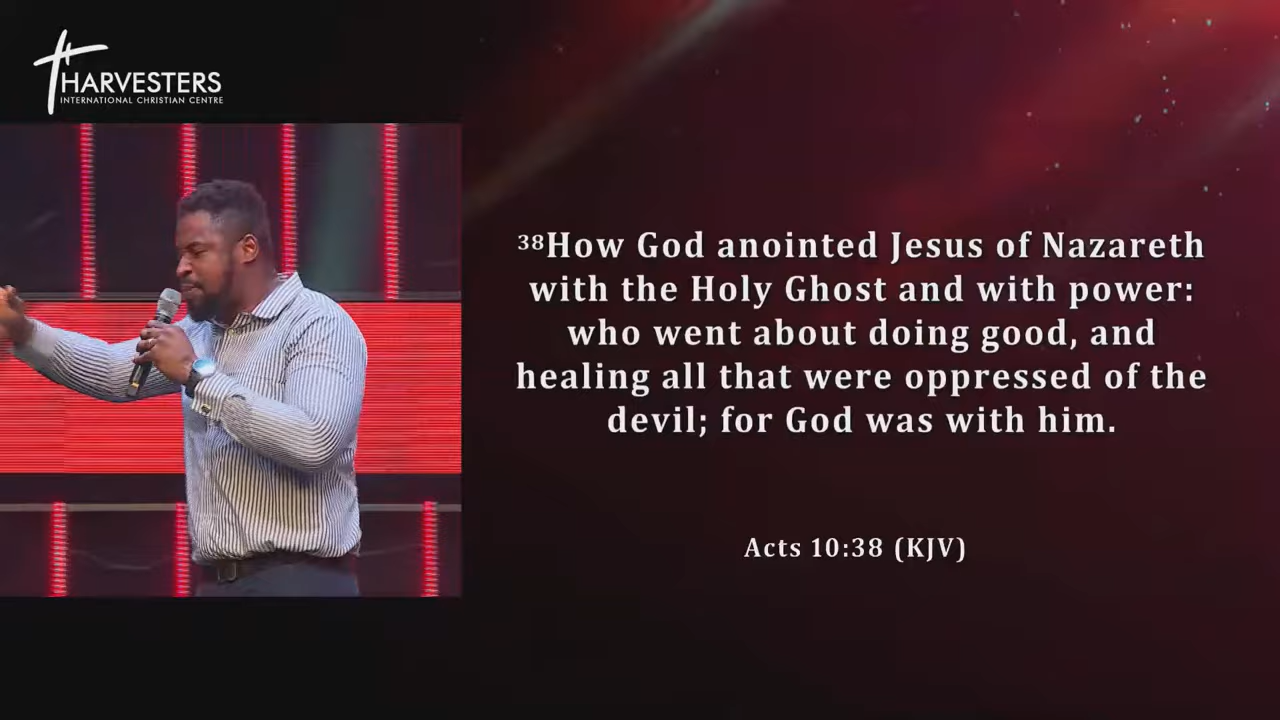 HARVESTERS
INTERNATIONAL CHRISTIAN CENTRE
³⁸How God anointed Jesus of Nazareth
with the Holy Ghost and with power:
who went about doing good, and
healing all that were oppressed of the
devil; for God was with him.
Acts 10:38 (KJV)